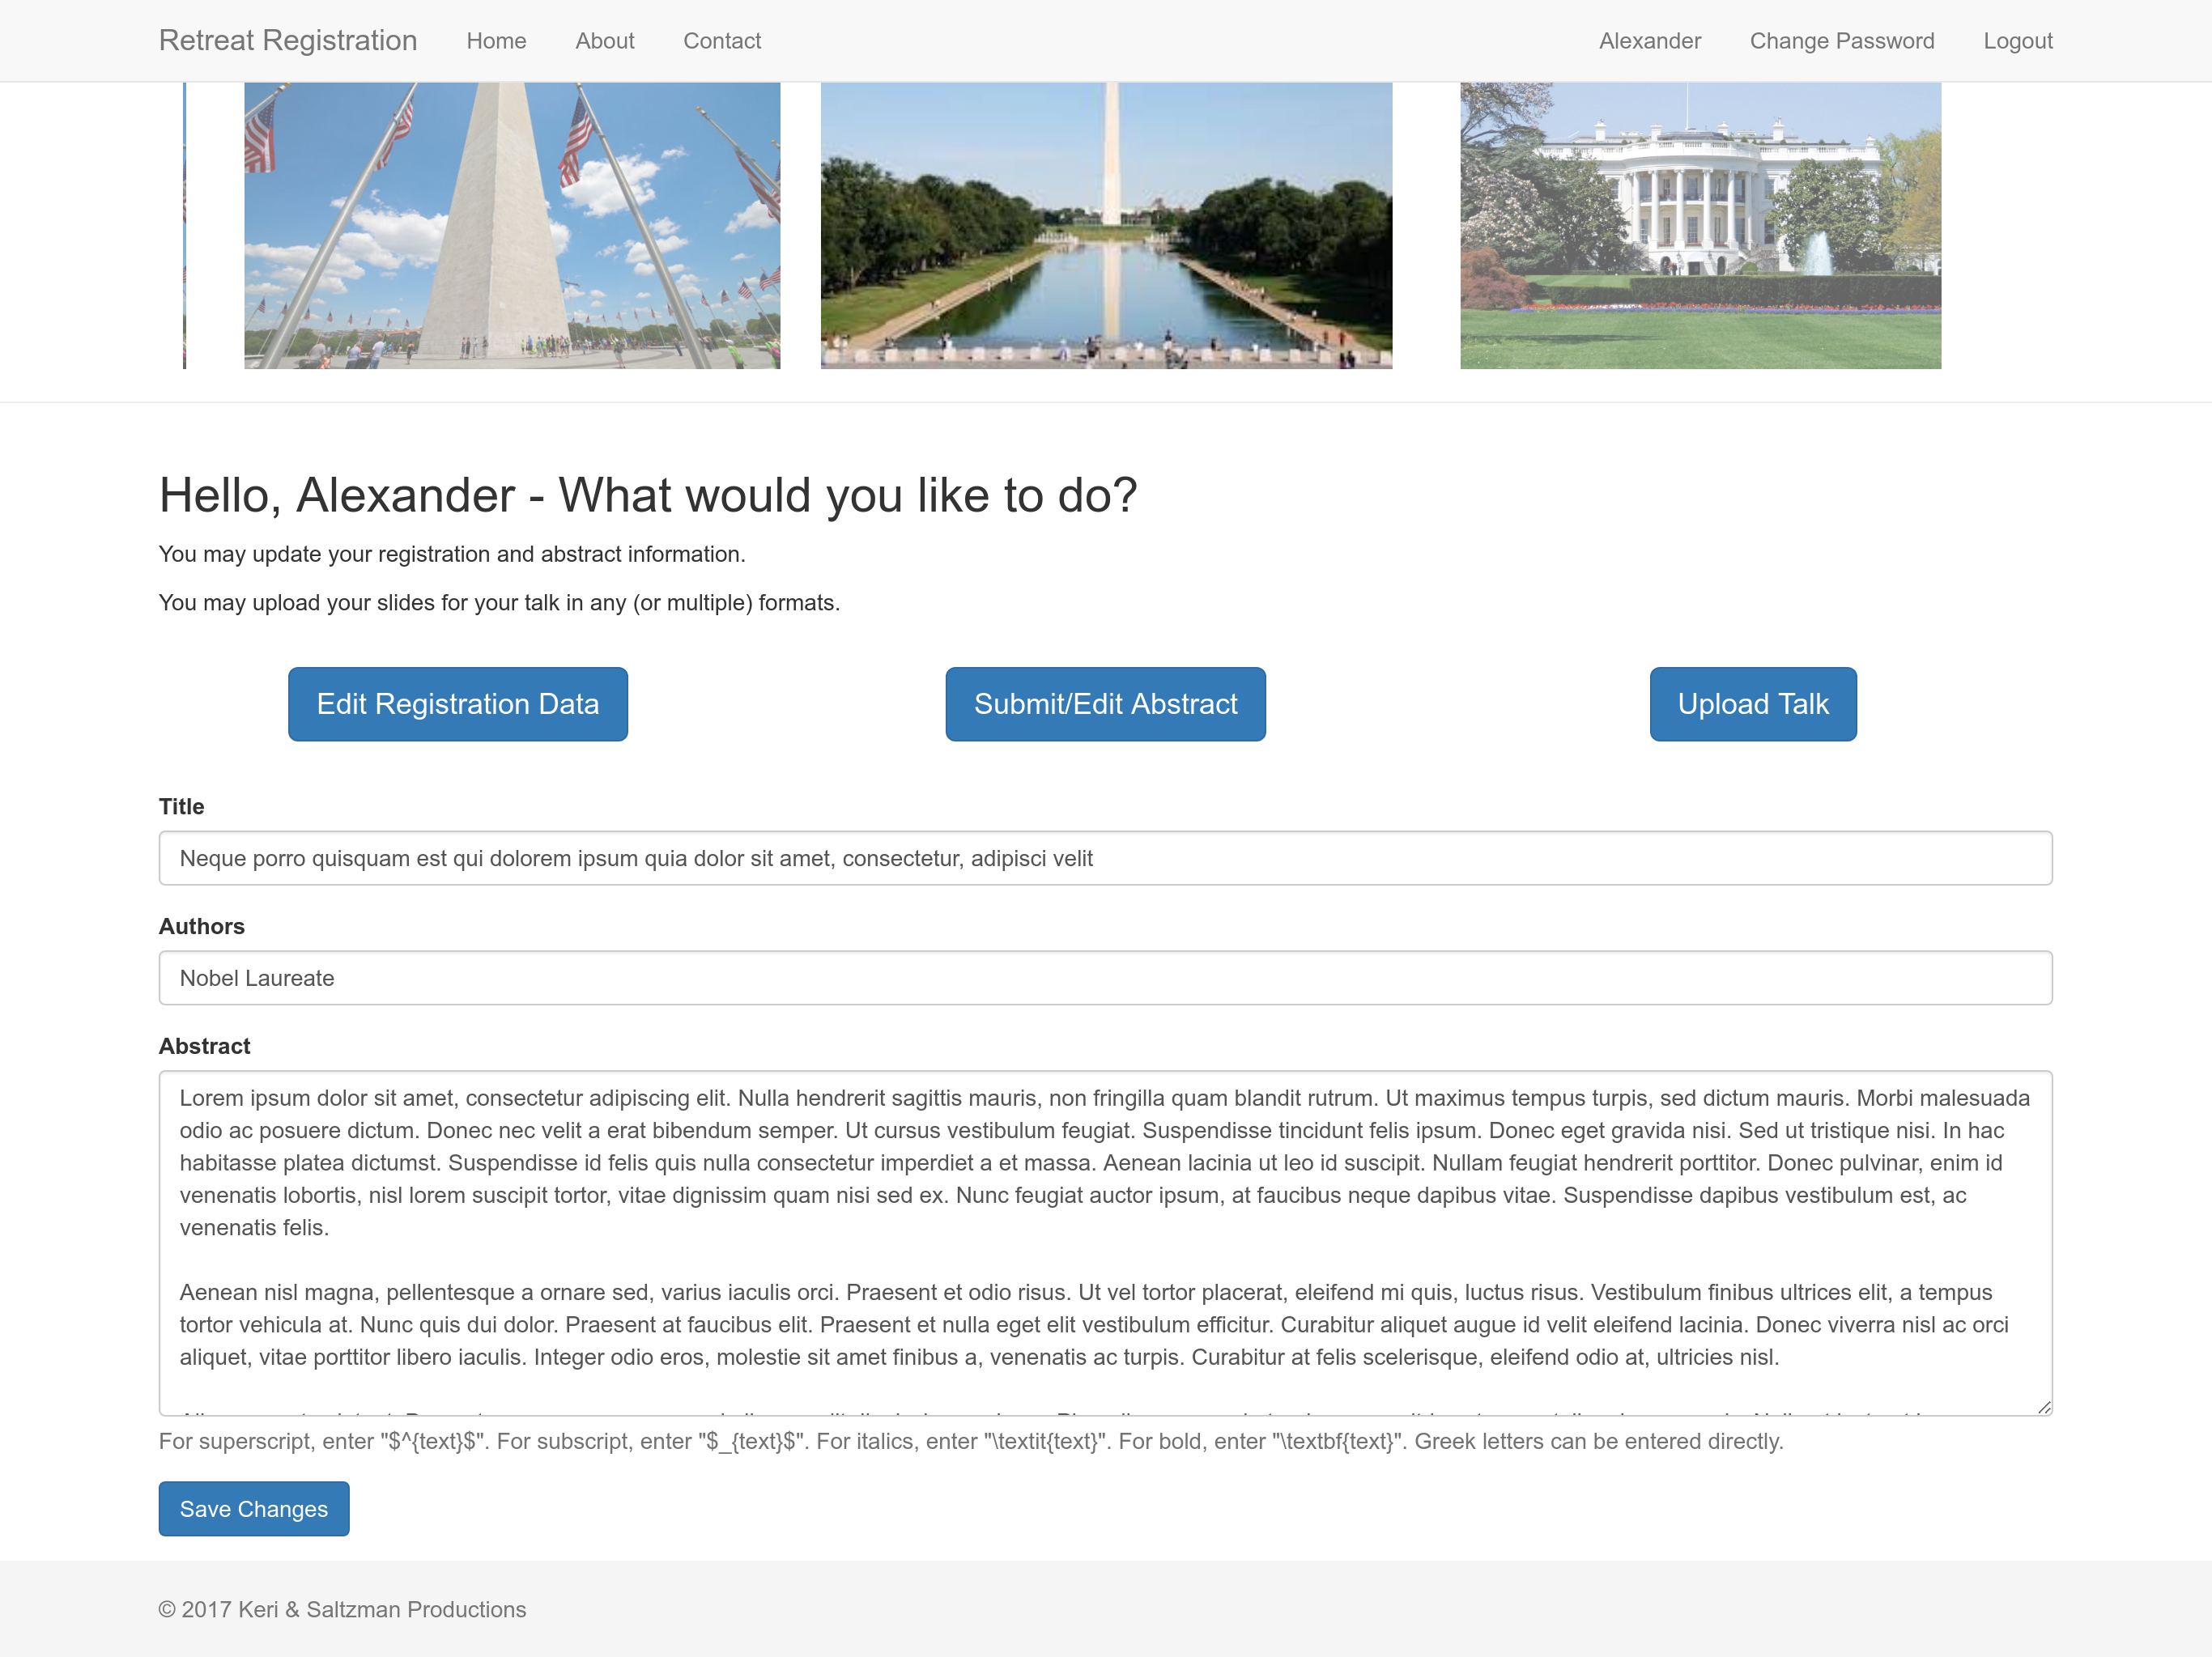 Retreat Registration Home About Contact Alexander Change Password Logout
Hello, Alexander - What would you like to do?
You may update your registration and abstract information.
You may upload your slides for your talk in any (or multiple) formats.
Edit Registration Data Submit/Edit Abstract Upload Talk
Title
Neque porro quisquam est qui dolorem ipsum quia dolor sit amet, consectetur, adipisci velit
Authors
Nobel Laureate
Abstract
Lorem ipsum dolor sit amet, consectetur adipiscing elit. Nulla hendrerit sagittis mauris, non fringilla quam blandit rutrum. Ut maximus tempus turpis, sed dictum mauris. Morbi malesuada
odio ac posuere dictum. Donec nec velit a erat bibendum semper. Ut cursus vestibulum feugiat. Suspendisse tincidunt felis ipsum. Donec eget gravida nisi. Sed ut tristique nisi. In hac
habitasse platea dictumst. Suspendisse id felis quis nulla consectetur imperdiet a et massa. Aenean lacinia ut leo id suscipit. Nullam feugiat hendrerit porttitor. Donec pulvinar, enim id
venenatis lobortis, nisl lorem suscipit tortor, vitae dignissim quam nisi sed ex. Nunc feugiat auctor ipsum, at faucibus neque dapibus vitae. Suspendisse dapibus vestibulum est, ac
venenatis felis.
Aenean nisl magna, pellentesque a ornare sed, varius iaculis orci. Praesent et odio risus. Ut vel tortor placerat, eleifend mi quis, luctus risus. Vestibulum finibus ultrices elit, a tempus
tortor vehicula at. Nunc quis dui dolor. Praesent at faucibus elit. Praesent et nulla eget elit vestibulum efficitur. Curabitur aliquet augue id velit eleifend lacinia. Donec viverra nisl ac orci
aliquet, vitae porttitor libero iaculis. Integer odio eros, molestie sit amet finibus a, venenatis ac turpis. Curabitur at felis scelerisque, eleifend odio at, ultricies nisl.
For superscript, enter "$^{text}$". For subscript, enter "$_{text}$". For italics, enter "\textit{text}". For bold, enter "\textbf{text}". Greek letters can be entered directly.
Save Changes
© 2017 Keri & Saltzman Productions